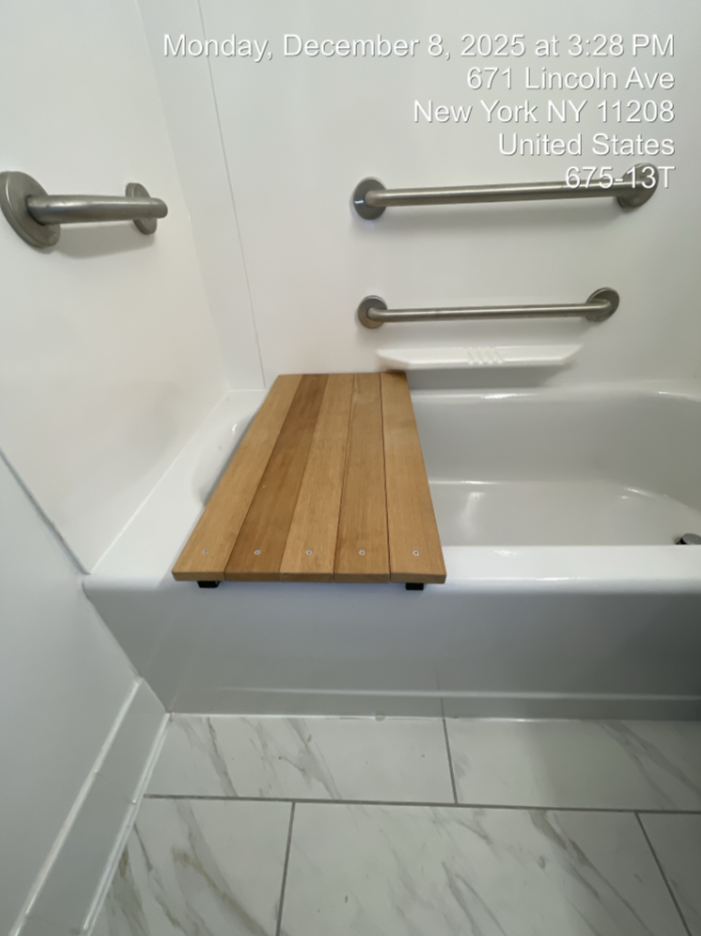 Monday, December 8, 2025 at 3:28 PM
671 Lincoln Ave
New York NY 11208
United States
675-13T